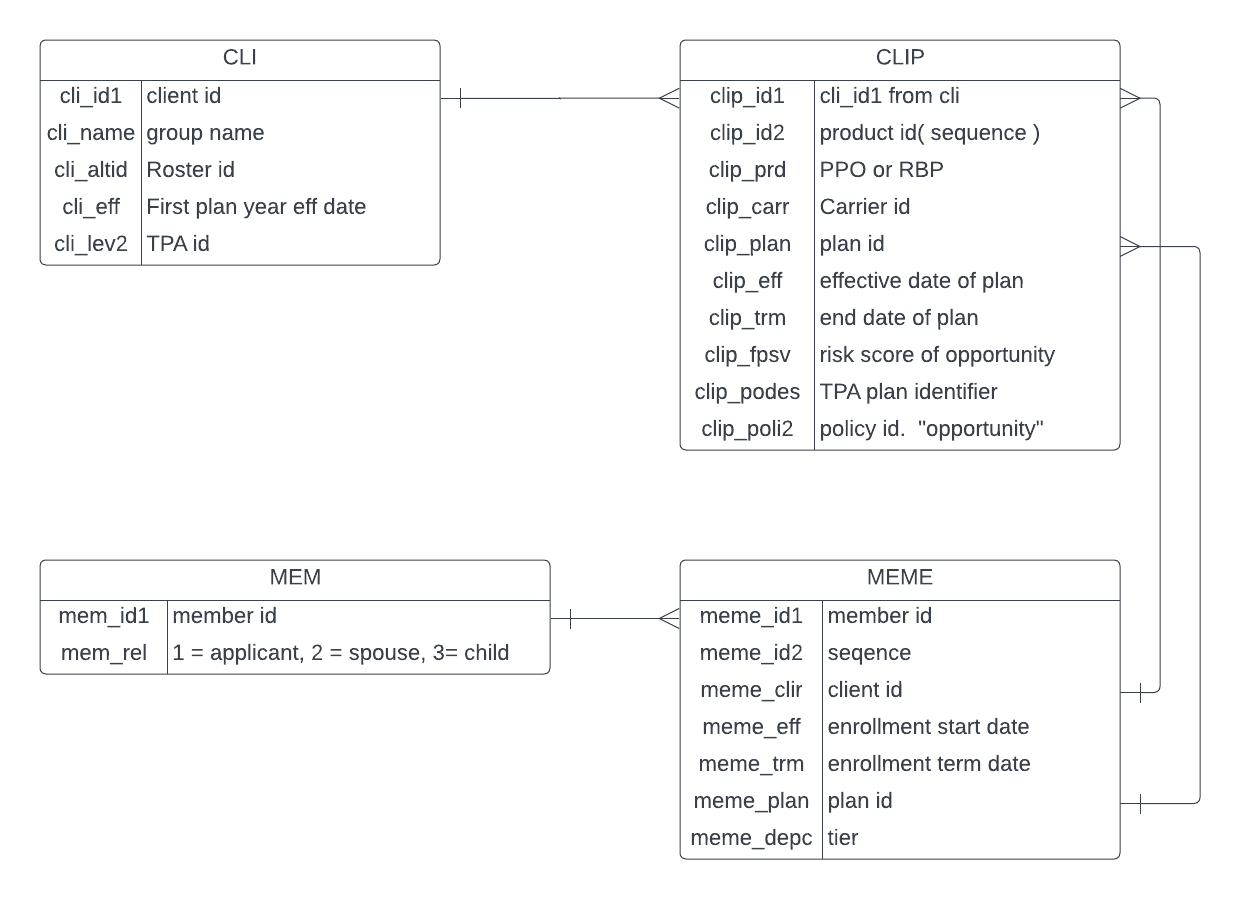 CLI
cli_id1 client id
cli_name group name
cli_altid Roster id
cli_eff First plan year eff date
cli_lev2 TPA id
CLIP
clip_id1 cli_id1 from cli
clip_id2 product id( sequence )
clip_prd PPO or RBP
clip_carr Carrier id
clip_plan plan id
clip_eff effective date of plan
clip_trm end date of plan
clip_fpsv risk score of opportunity
clip_podes TPA plan identifier
clip_poli2 policy id.  "opportunity"
MEM
mem_id1 member id
mem_rel 1 = applicant, 2 = spouse, 3= child
MEME
meme_id1 member id
meme_id2 seqence
meme_clir client id
meme_eff enrollment start date
meme_trm enrollment term date
meme_plan plan id
meme_depc tier